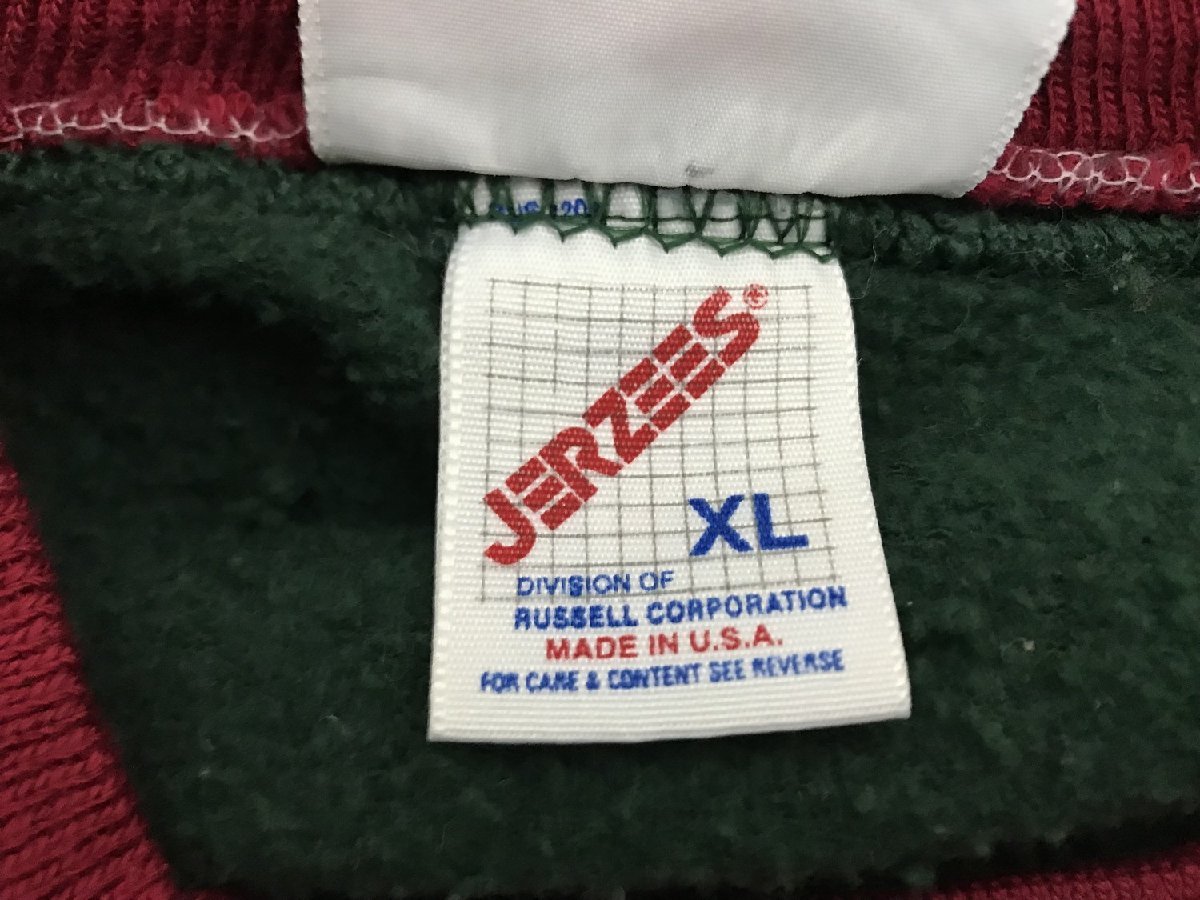 JERZEES®
XL
DIVISION OF
RUSSELL CORPORATION
MADE IN U.S.A.
FOR CARE & CONTENT SEE REVERSE